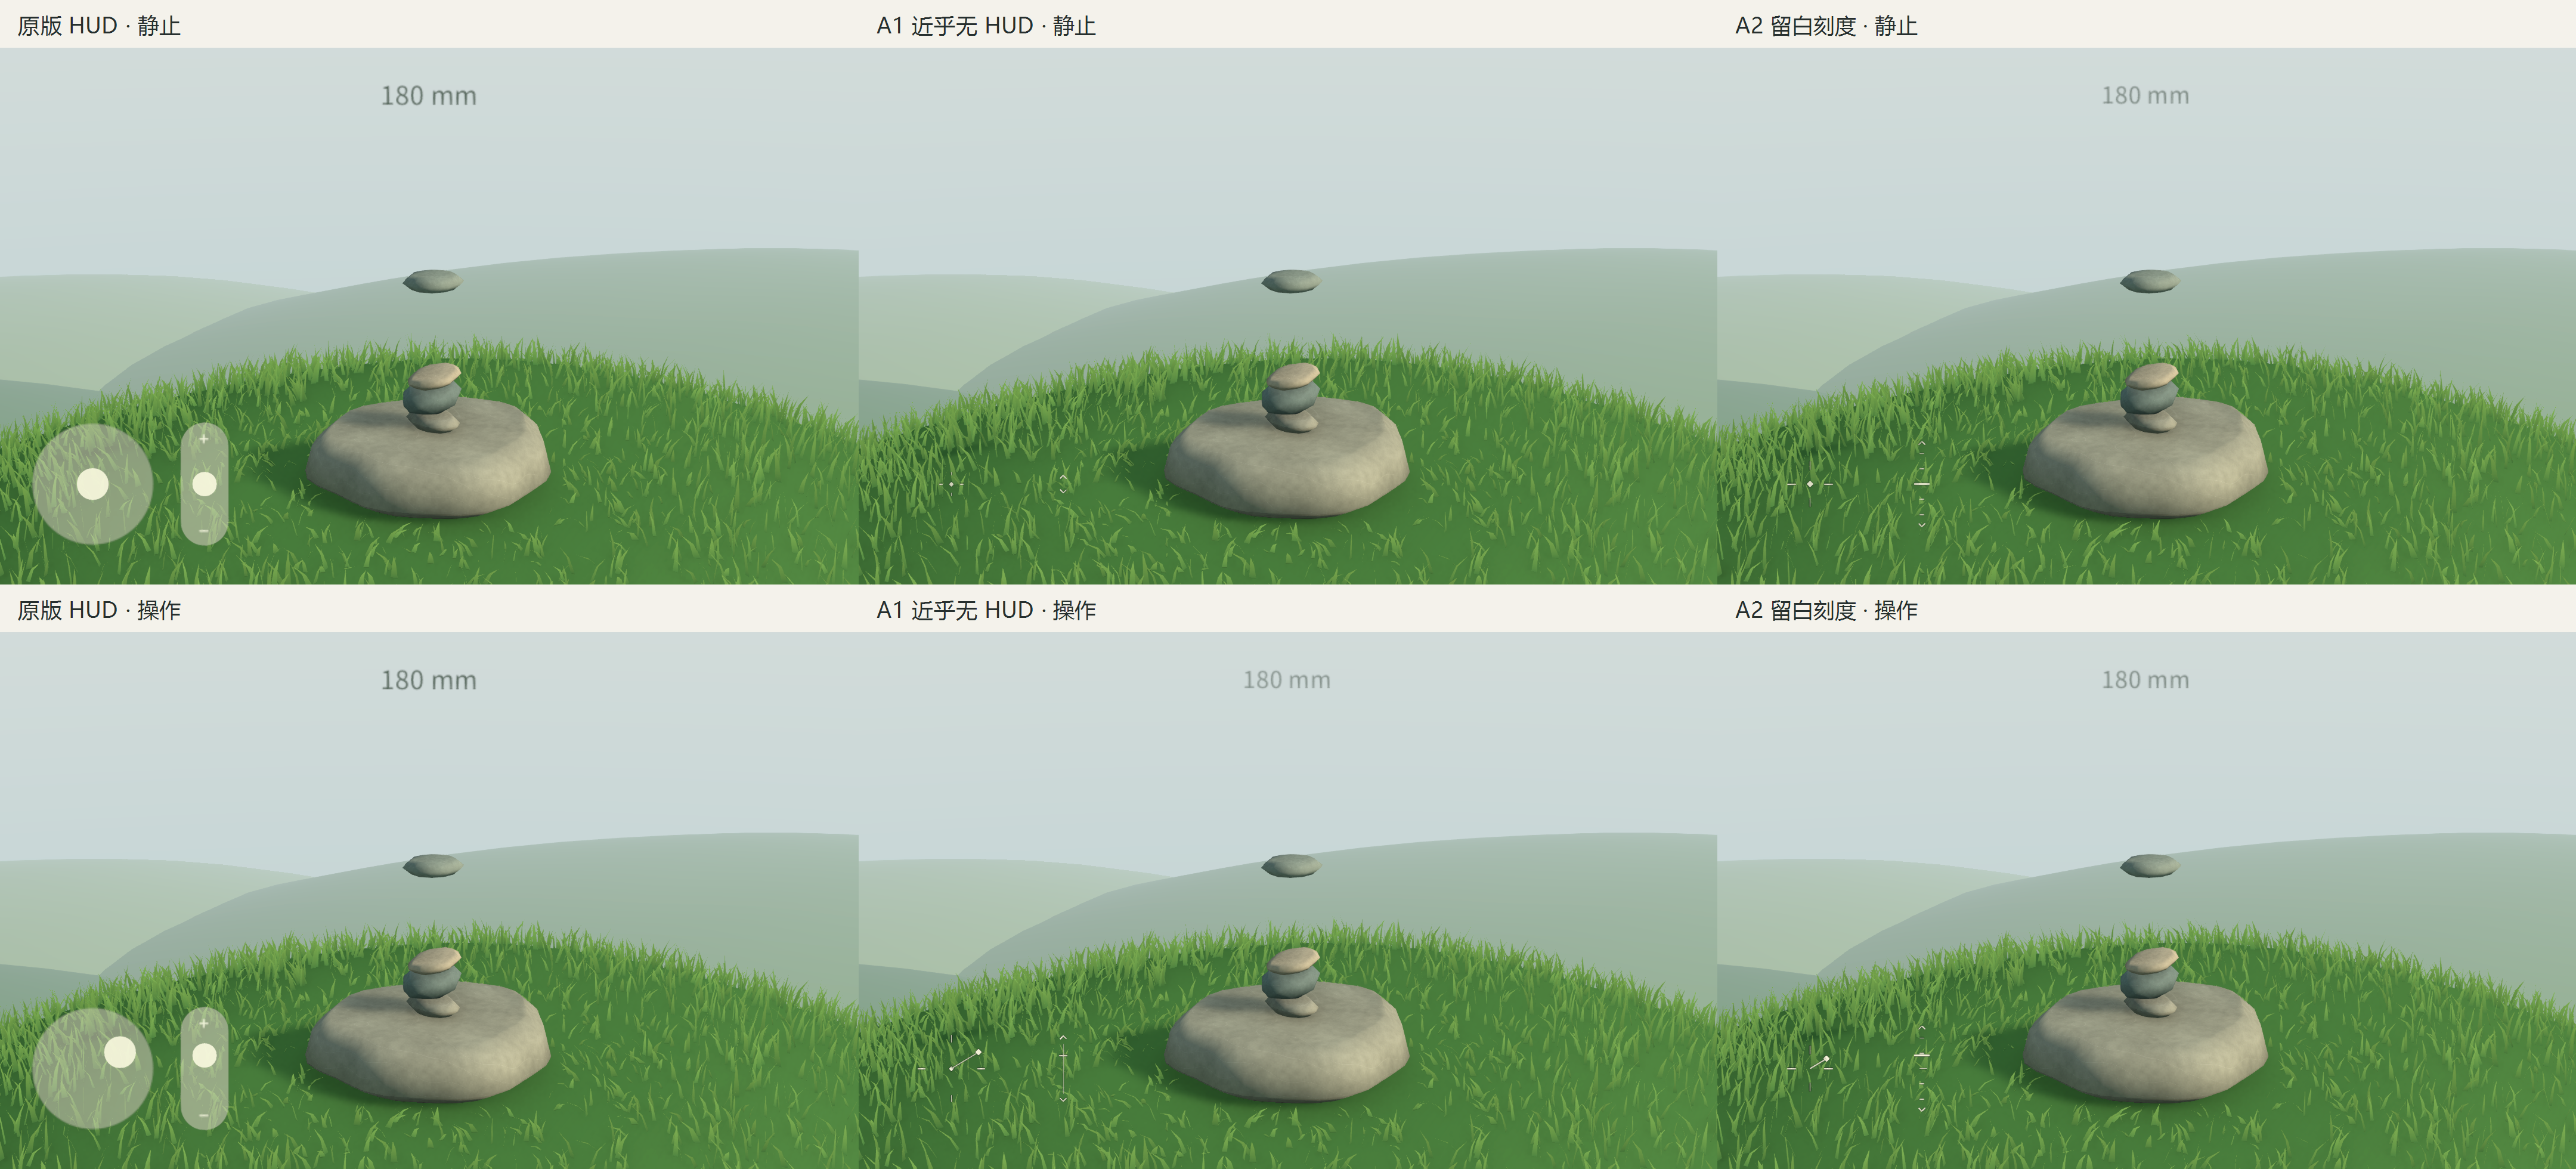 原版 HUD · 静止
A1 近乎无 HUD · 静止
A2 留白刻度 · 静止
180 mm
180 mm
+
−
原版 HUD · 操作
A1 近乎无 HUD · 操作
A2 留白刻度 · 操作
180 mm
180 mm
180 mm
+
−